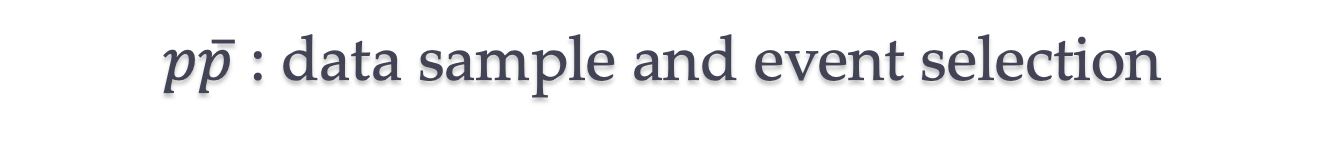 pp̄ : data sample and event selection